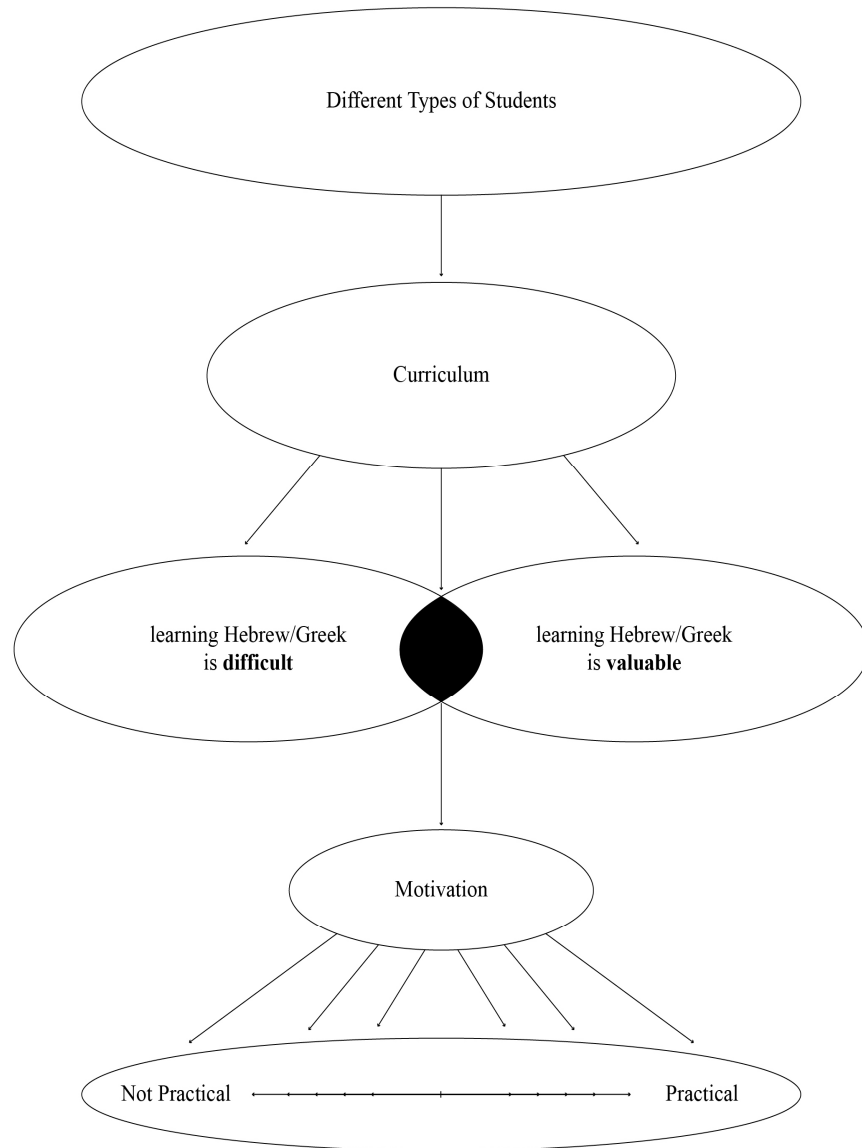 Different Types of Students
Curriculum
learning Hebrew/Greek
is difficult
learning Hebrew/Greek
is valuable
Motivation
Not Practical
Practical